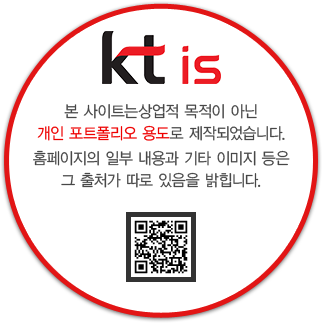 kt is
본 사이트는상업적 목적이 아닌
개인 포트폴리오 용도로 제작되었습니다.
홈페이지의 일부 내용과 기타 이미지 등은
그 출처가 따로 있음을 밝힙니다.